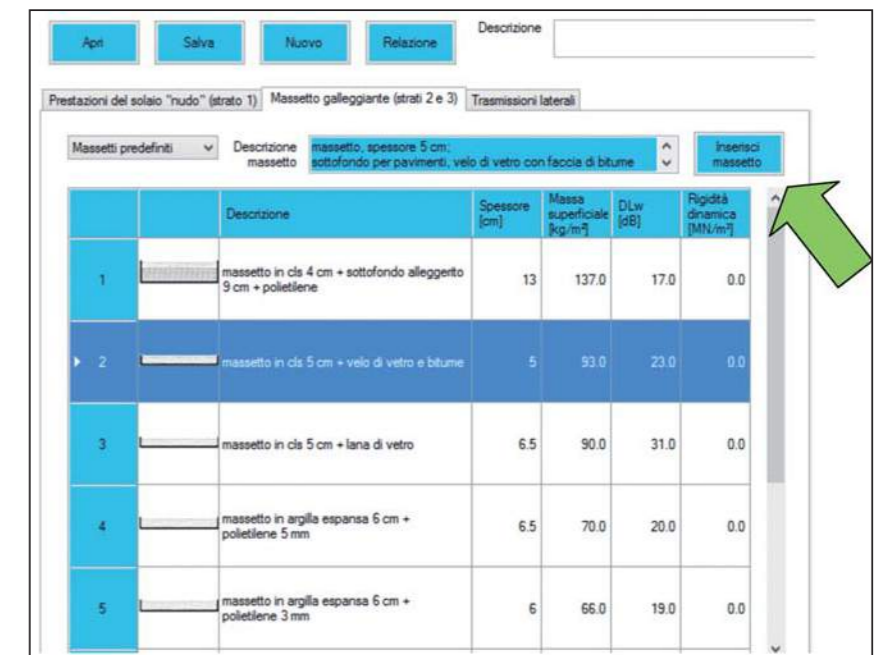 Apri Salva Nuovo Relazione Descrizione
Prestazioni del solaio "nudo" (strato 1) Massetto galleggiante (strati 2 e 3) Trasmissioni laterali
Massetti predefiniti Descrizione massetto
massetto, spessore 5 cm;
sottofondo per pavimenti, velo di vetro con faccia di bitume
Inserisci
massetto
Descrizione Spessore [cm] Massa superficiale [kg/m²] DLw [dB] Rigidità dinamica [MN/m³]
1 massetto in cls 4 cm + sottofondo alleggerito
9 cm + polietilene 13 137.0 17.0 0.0
2 massetto in cls 5 cm + velo di vetro e bitume 5 93.0 23.0 0.0
3 massetto in cls 5 cm + lana di vetro 6.5 90.0 31.0 0.0
4 massetto in argilla espansa 6 cm +
polietilene 5 mm 6.5 70.0 20.0 0.0
5 massetto in argilla espansa 6 cm +
polietilene 3 mm 6 66.0 19.0 0.0